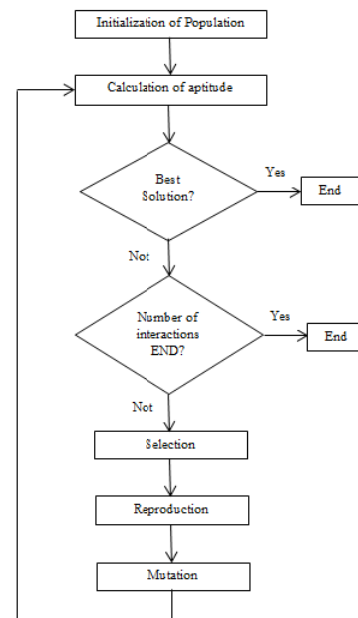 Initialization of Population
Calculation of aptitude
Best
Solution?
Yes
End
Not
Number of
interactions
END?
Yes
End
Not
Selection
Reproduction
Mutation